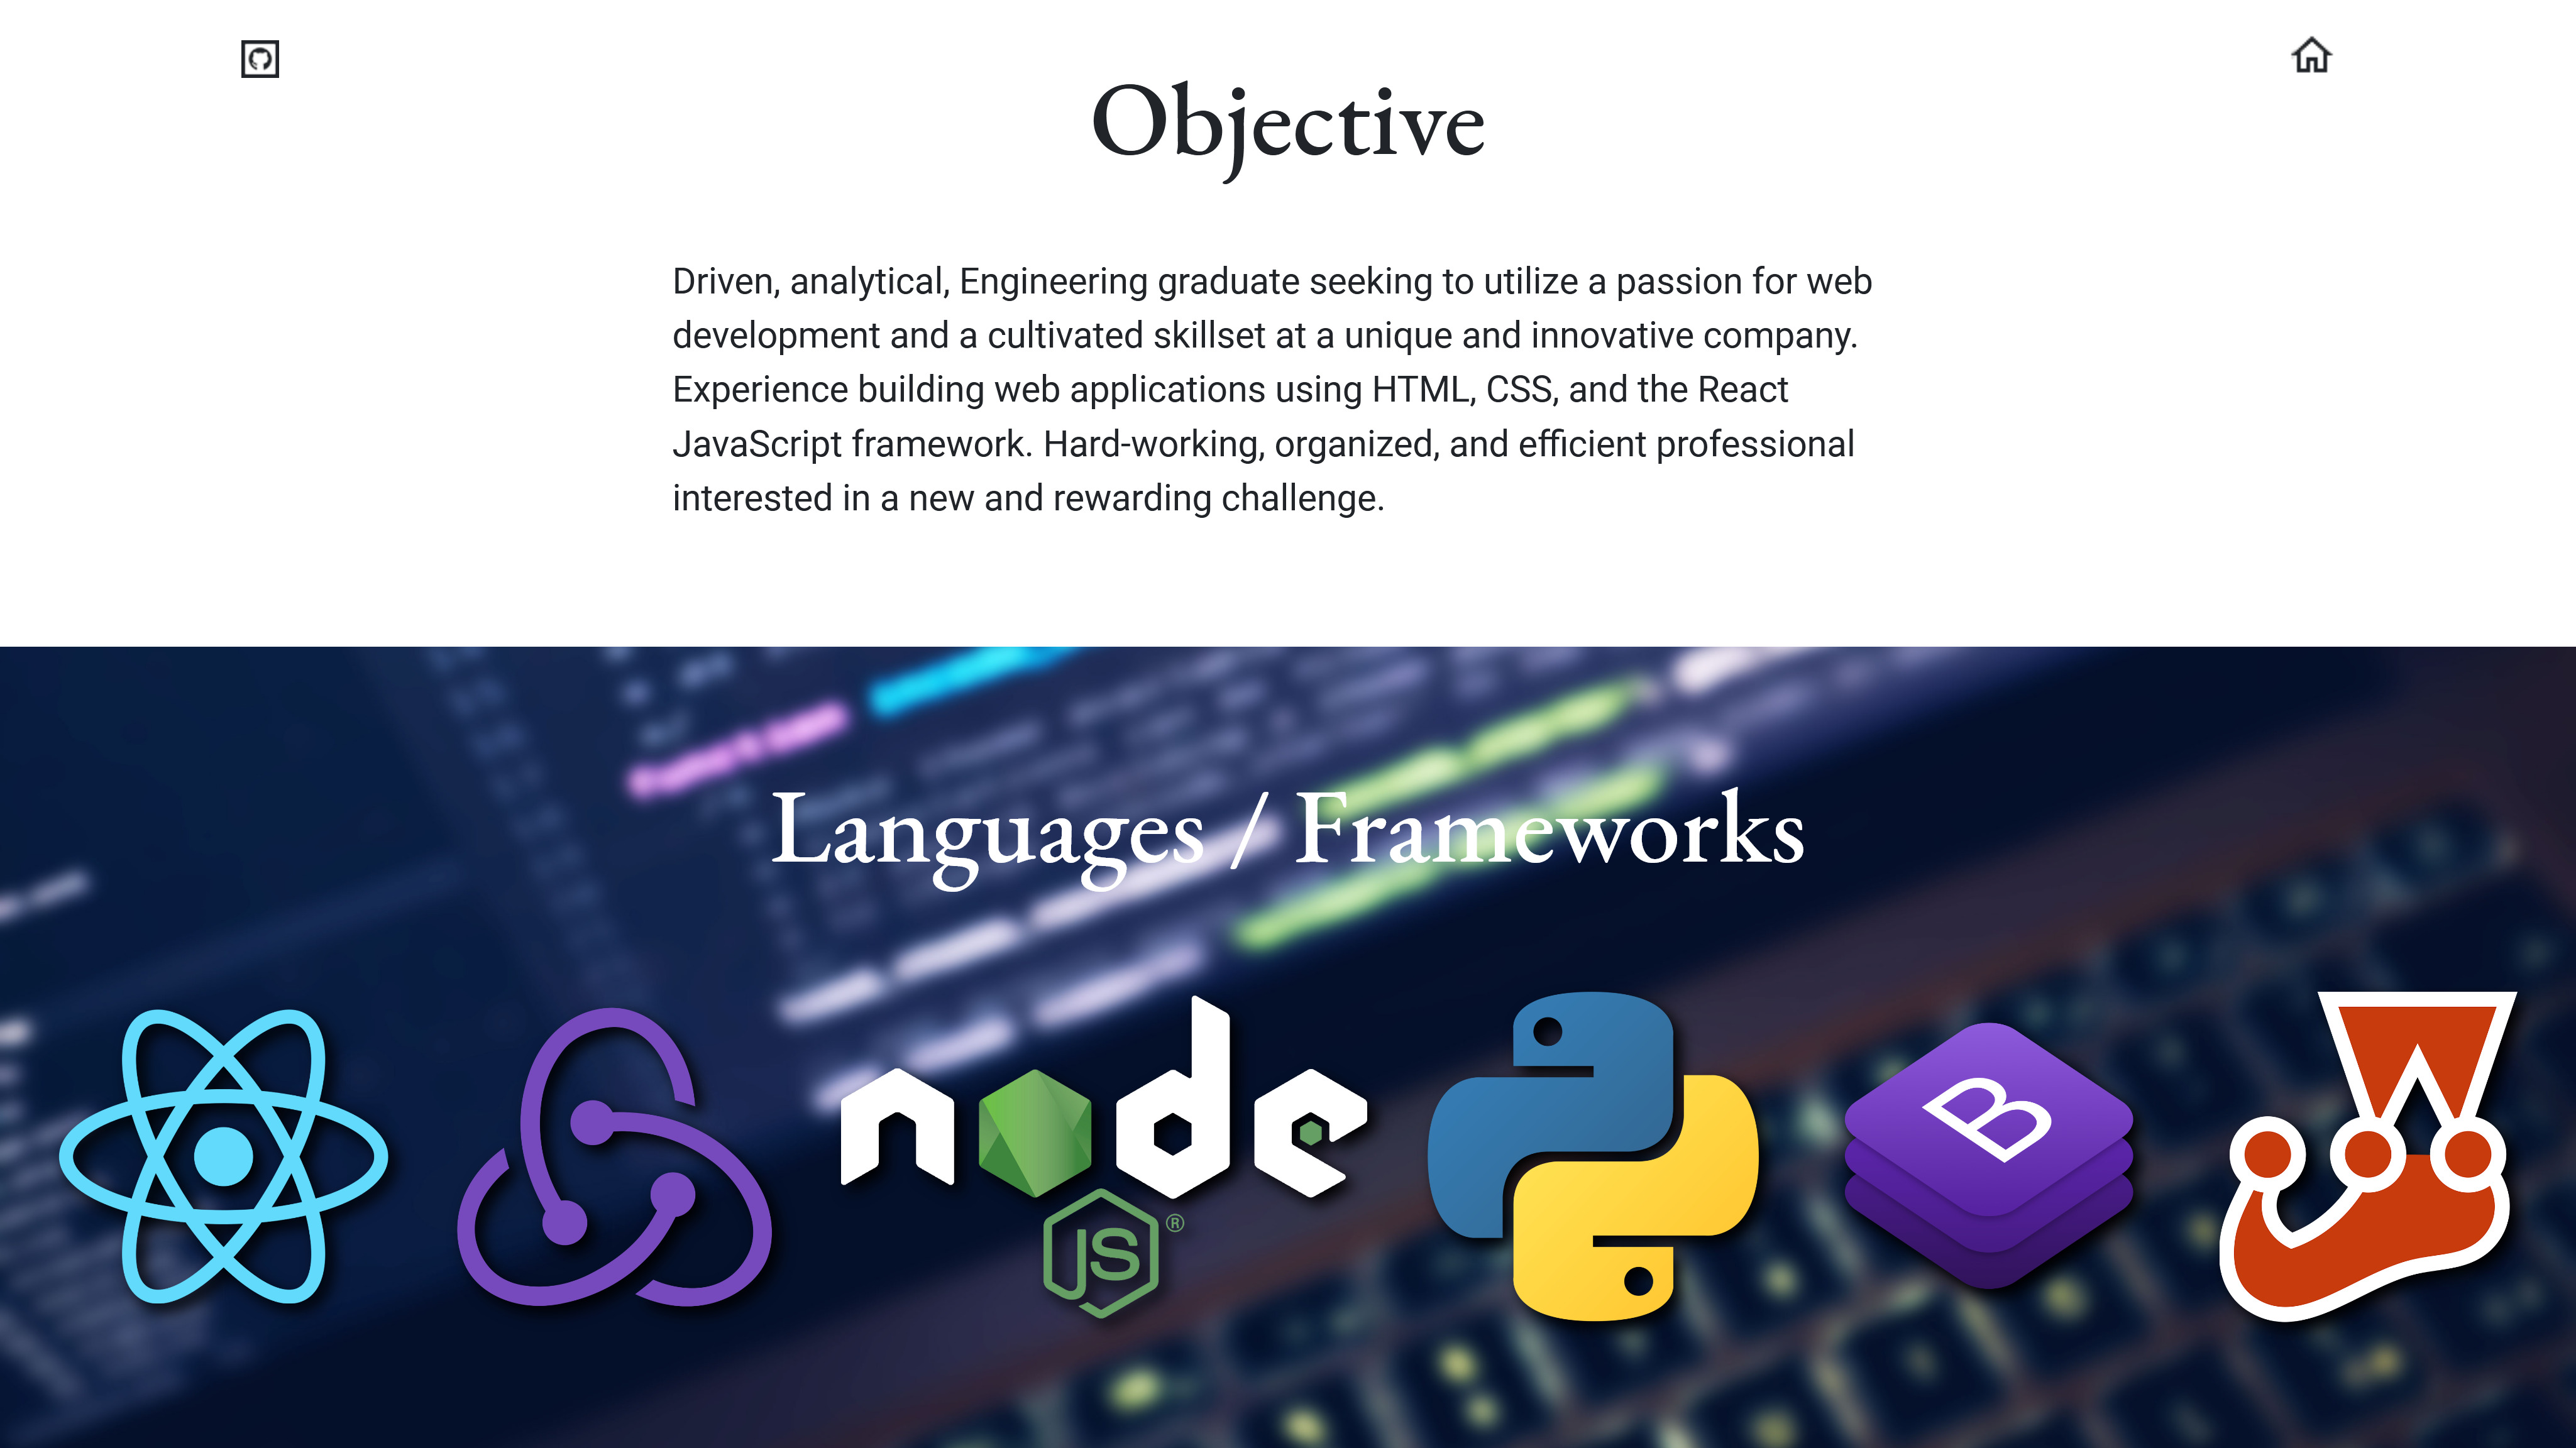 Objective
Driven, analytical, Engineering graduate seeking to utilize a passion for web
development and a cultivated skillset at a unique and innovative company.
Experience building web applications using HTML, CSS, and the React
JavaScript framework. Hard-working, organized, and efficient professional
interested in a new and rewarding challenge.
Languages / Frameworks
node
JS ®
B